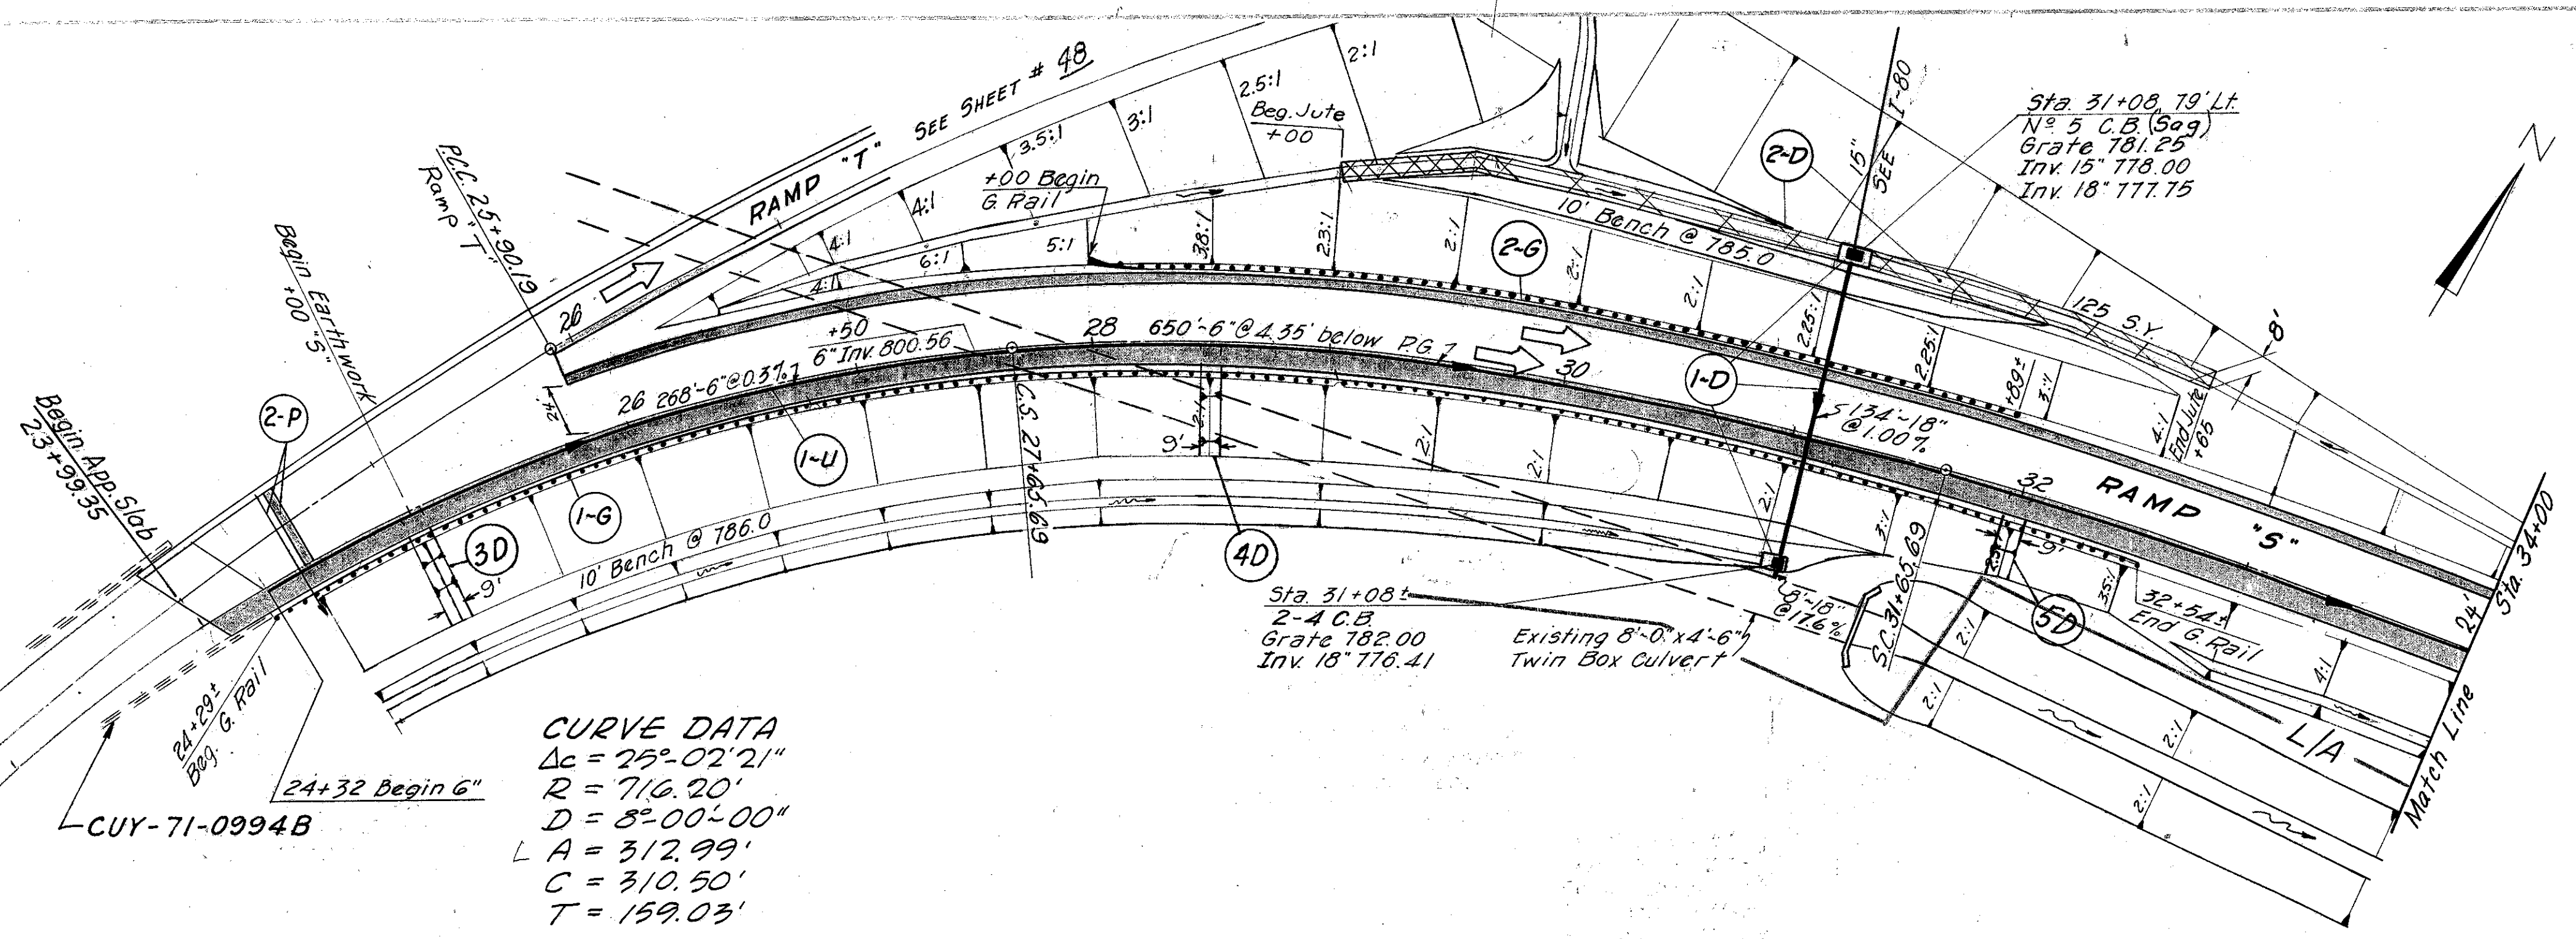 SEE SHEET # 48
RAMP "T"
P.C.C. 25+90.19
Ramp "T"
Begin Earthwork
+00 "S"
Begin App. Slab
23+99.35
2-P
26
24'
3.5:1
3:1
2.5:1
2:1
4:1
4:1
4:1
6:1
5:1
+00 Begin
G. Rail
Beg. Jute
+00
3.8:1
2.3:1
2:1
2:1
2:1
2.25:1
2.25:1
10' Bench @ 785.0
2-G
2-D
15"
SEE I-80
Sta. 31+08, 79' Lt.
Nº 5 C.B. (Sag)
Grate 781.25
Inv. 15" 778.00
Inv. 18" 777.75
N
125 S.Y.
8'
+89±
3:1
4:1
End Jute
+65
26 268'-6" @ 0.3%
+50
6" Inv. 800.56
28
650'-6" @ 4.35' below P.G.
30
1-D
134'-18"
@ 1.00%
32
RAMP "S"
24'
Sta. 34+00
Match Line
1-U
1-G
3D
9'
10' Bench @ 786.0
C.S. 27+65.69
2:1
9'
4D
2:1
2:1
2:1
3:1
S.C. 31+65.69
9'
5D
3.5:1
32+54±
End G. Rail
4:1
2:1
2:1
2:1
2:1
L/A
8'-18"
@ 17.6%
Sta. 31+08±
2-4 C.B.
Grate 782.00
Inv. 18" 776.41
Existing 8'-0" x 4'-6"
Twin Box Culvert
24+29±
Beg. G. Rail
24+32 Begin 6"
CUY-71-0994B
CURVE DATA
Δc = 25°-02'21"
R = 716.20'
D = 8°-00'-00"
L A = 312.99'
C = 310.50'
T = 159.03'